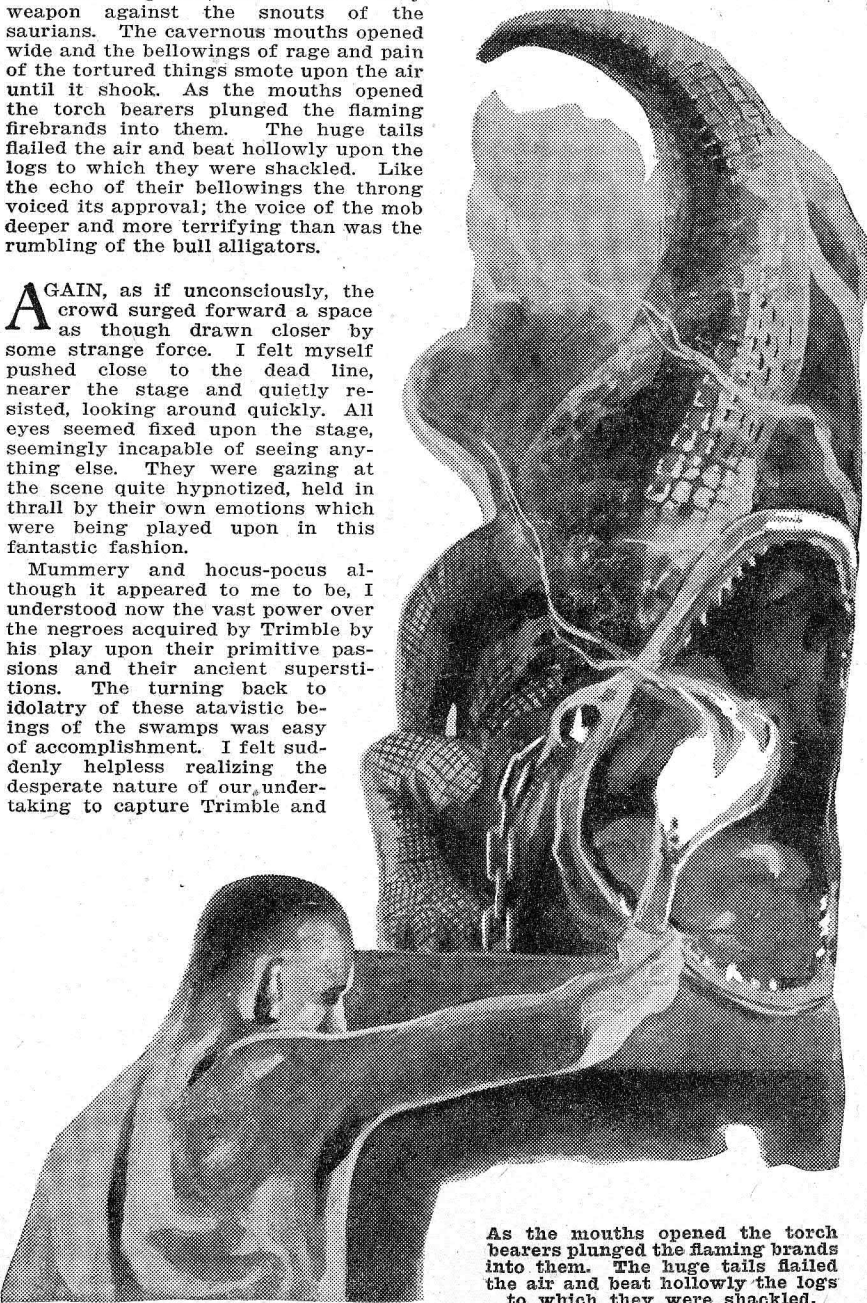 weapon against the snouts of the
saurians. The cavernous mouths opened
wide and the bellowings of rage and pain
of the tortured things smote upon the air
until it shook. As the mouths opened
the torch bearers plunged the flaming
firebrands into them. The huge tails
flailed the air and beat hollowly upon the
logs to which they were shackled. Like
the echo of their bellowings the throng
voiced its approval; the voice of the mob
deeper and more terrifying than was the
rumbling of the bull alligators.
AGAIN, as if unconsciously, the
crowd surged forward a space
as though drawn closer by
some strange force. I felt myself
pushed close to the dead line,
nearer the stage and quietly re-
sisted, looking around quickly. All
eyes seemed fixed upon the stage,
seemingly incapable of seeing any-
thing else. They were gazing at
the scene quite hypnotized, held in
thrall by their own emotions which
were being played upon in this
fantastic fashion.
Mummery and hocus-pocus al-
though it appeared to me to be, I
understood now the vast power over
the negroes acquired by Trimble by
his play upon their primitive pas-
sions and their ancient supersti-
tions. The turning back to
idolatry of these atavistic be-
ings of the swamps was easy
of accomplishment. I felt sud-
denly helpless realizing the
desperate nature of our under-
taking to capture Trimble and
As the mouths opened the torch
bearers plunged the flaming brands
into them. The huge tails flailed
the air and beat hollowly the logs
to which they were shackled.